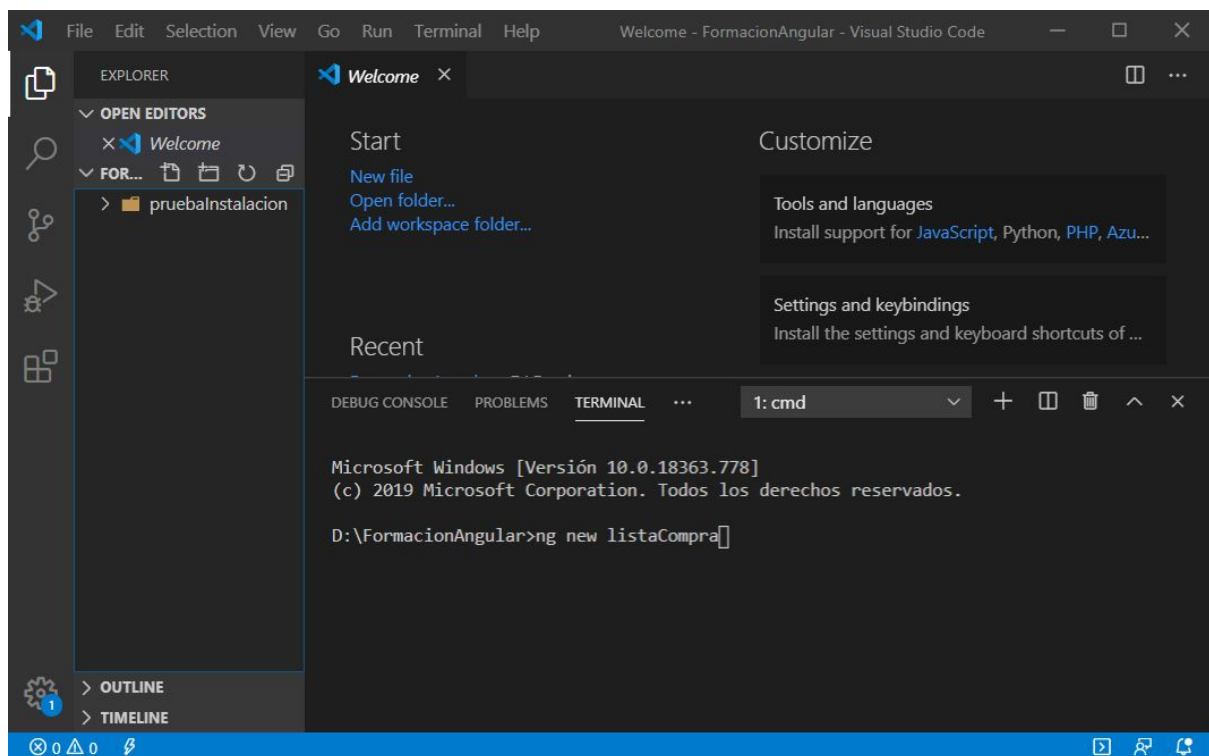 File Edit Selection View Go Run Terminal Help Welcome - FormacionAngular - Visual Studio Code
EXPLORER
OPEN EDITORS
Welcome
FOR...
pruebaInstalacion
OUTLINE
TIMELINE
Welcome
Start
New file
Open folder...
Add workspace folder...
Recent
Customize
Tools and languages
Install support for JavaScript, Python, PHP, Azu...
Settings and keybindings
Install the settings and keyboard shortcuts of ...
DEBUG CONSOLE PROBLEMS TERMINAL ... 1: cmd
Microsoft Windows [Versión 10.0.18363.778]
(c) 2019 Microsoft Corporation. Todos los derechos reservados.
D:\FormacionAngular>ng new listaCompra
1
0 0